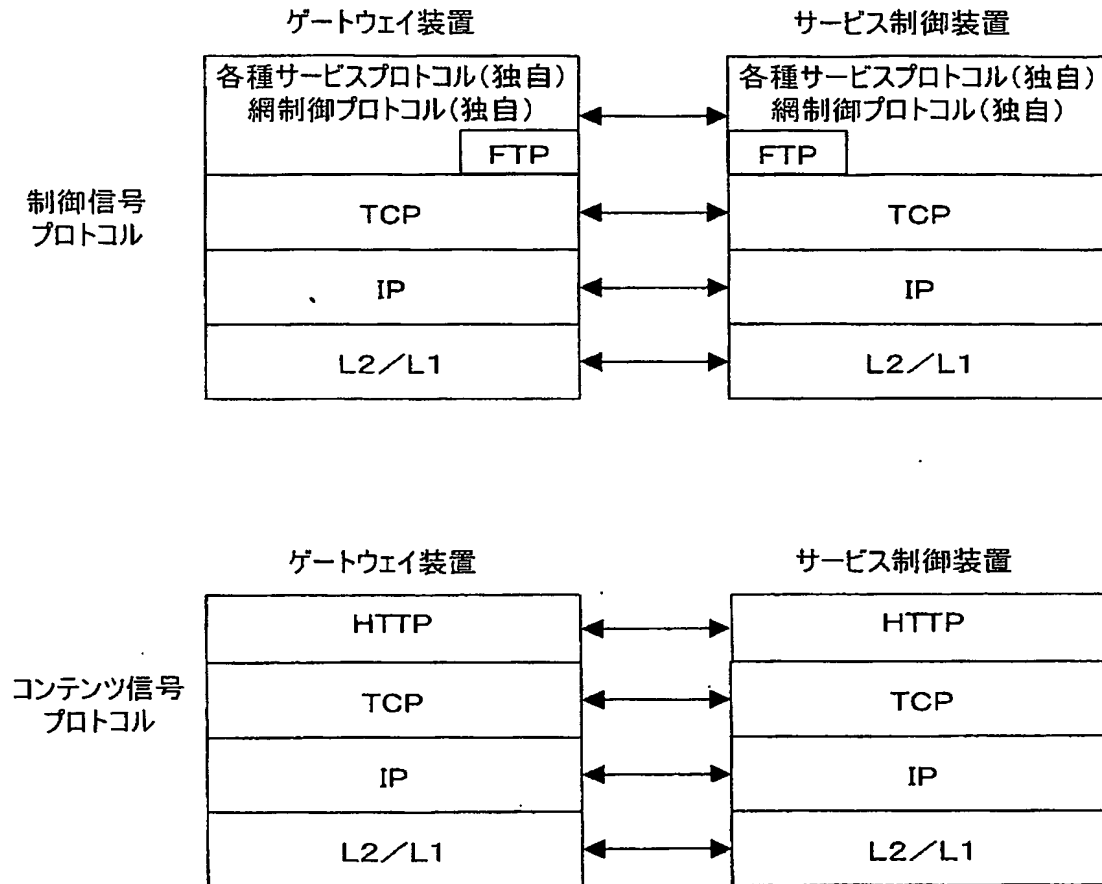 ゲートウェイ装置
サービス制御装置
各種サービスプロトコル(独自)
網制御プロトコル(独自)
FTP
各種サービスプロトコル(独自)
網制御プロトコル(独自)
FTP
制御信号
プロトコル
TCP
TCP
IP
IP
L2/L1
L2/L1
ゲートウェイ装置
サービス制御装置
HTTP
HTTP
コンテンツ信号
プロトコル
TCP
TCP
IP
IP
L2/L1
L2/L1